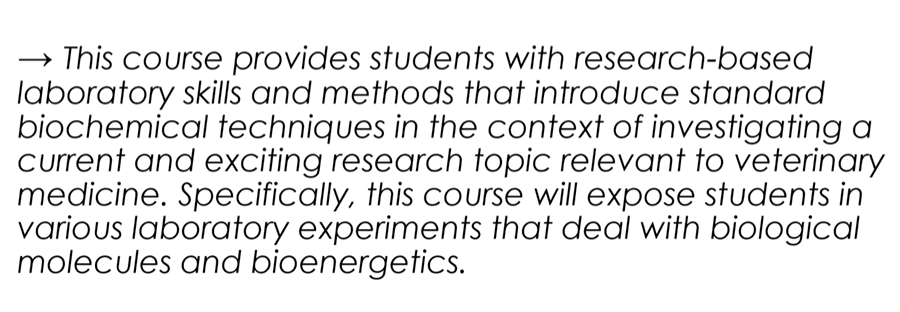 → This course provides students with research-based
laboratory skills and methods that introduce standard
biochemical techniques in the context of investigating a
current and exciting research topic relevant to veterinary
medicine. Specifically, this course will expose students in
various laboratory experiments that deal with biological
molecules and bioenergetics.